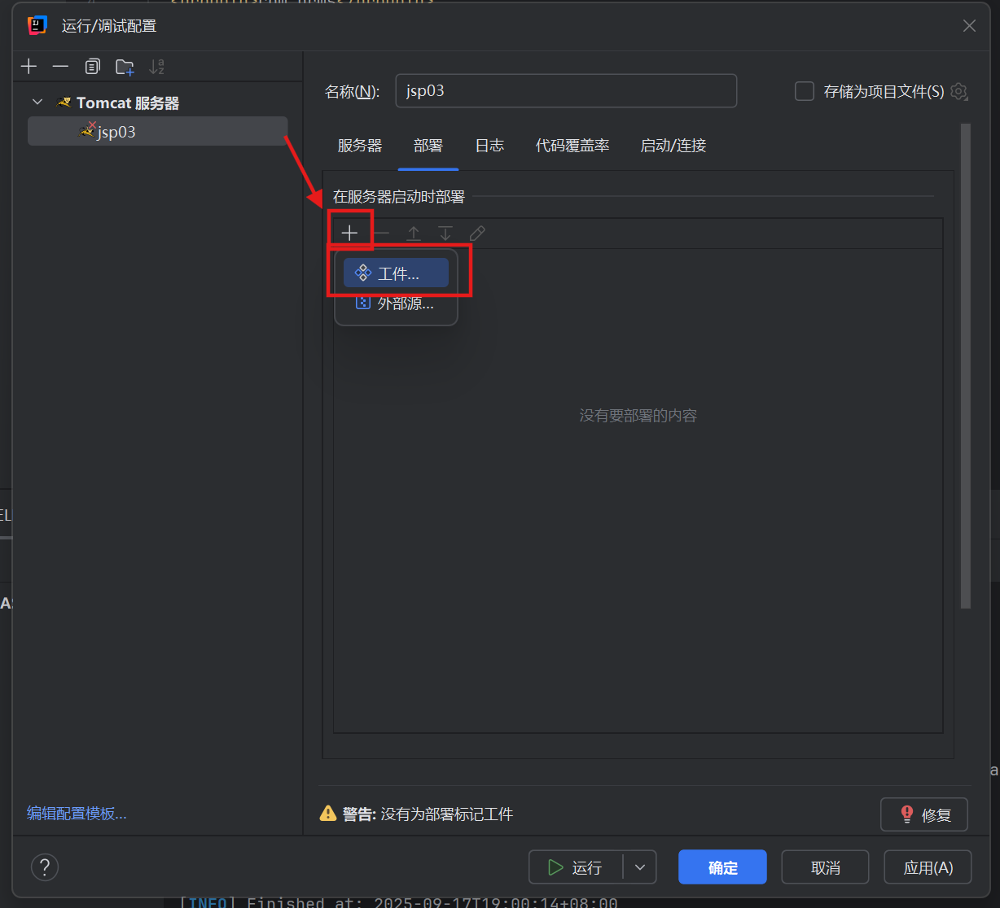 运行/调试配置
Tomcat 服务器
jsp03
名称(N):
jsp03
存储为项目文件(S)
服务器
部署
日志
代码覆盖率
启动/连接
在服务器启动时部署
工件...
外部源...
没有要部署的内容
EL
编辑配置模板...
警告: 没有为部署标记工件
修复
?
运行
确定
取消
应用(A)
[INFO] Finished at: 2025-09-17T19:00:14+08:00